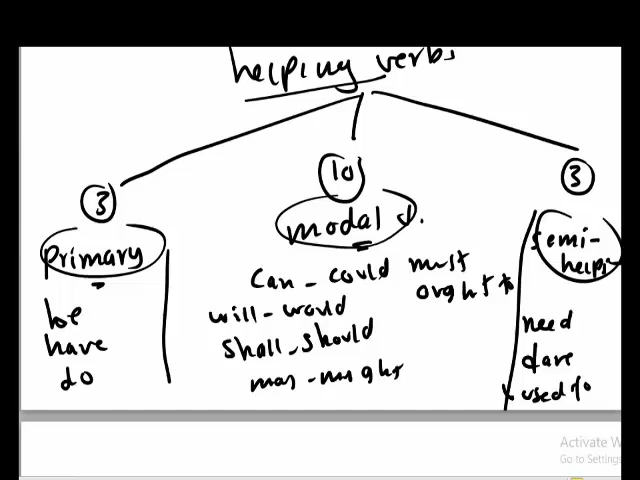 helping verbs
3
10
3
primary
modal v.
semi-
helpi
be
have
do
can - could
will - would
shall - should
may - might
must
ought to
need
dare
used to
Activate W
Go to Settings